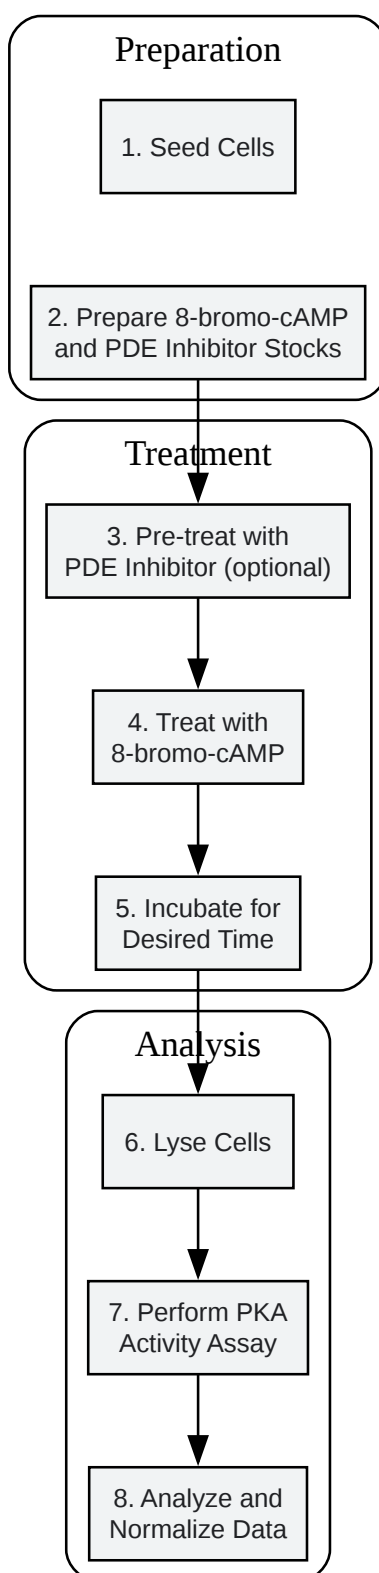 Preparation
1. Seed Cells
2. Prepare 8-bromo-cAMP
and PDE Inhibitor Stocks
Treatment
3. Pre-treat with
PDE Inhibitor (optional)
4. Treat with
8-bromo-cAMP
5. Incubate for
Desired Time
Analysis
6. Lyse Cells
7. Perform PKA
Activity Assay
8. Analyze and
Normalize Data